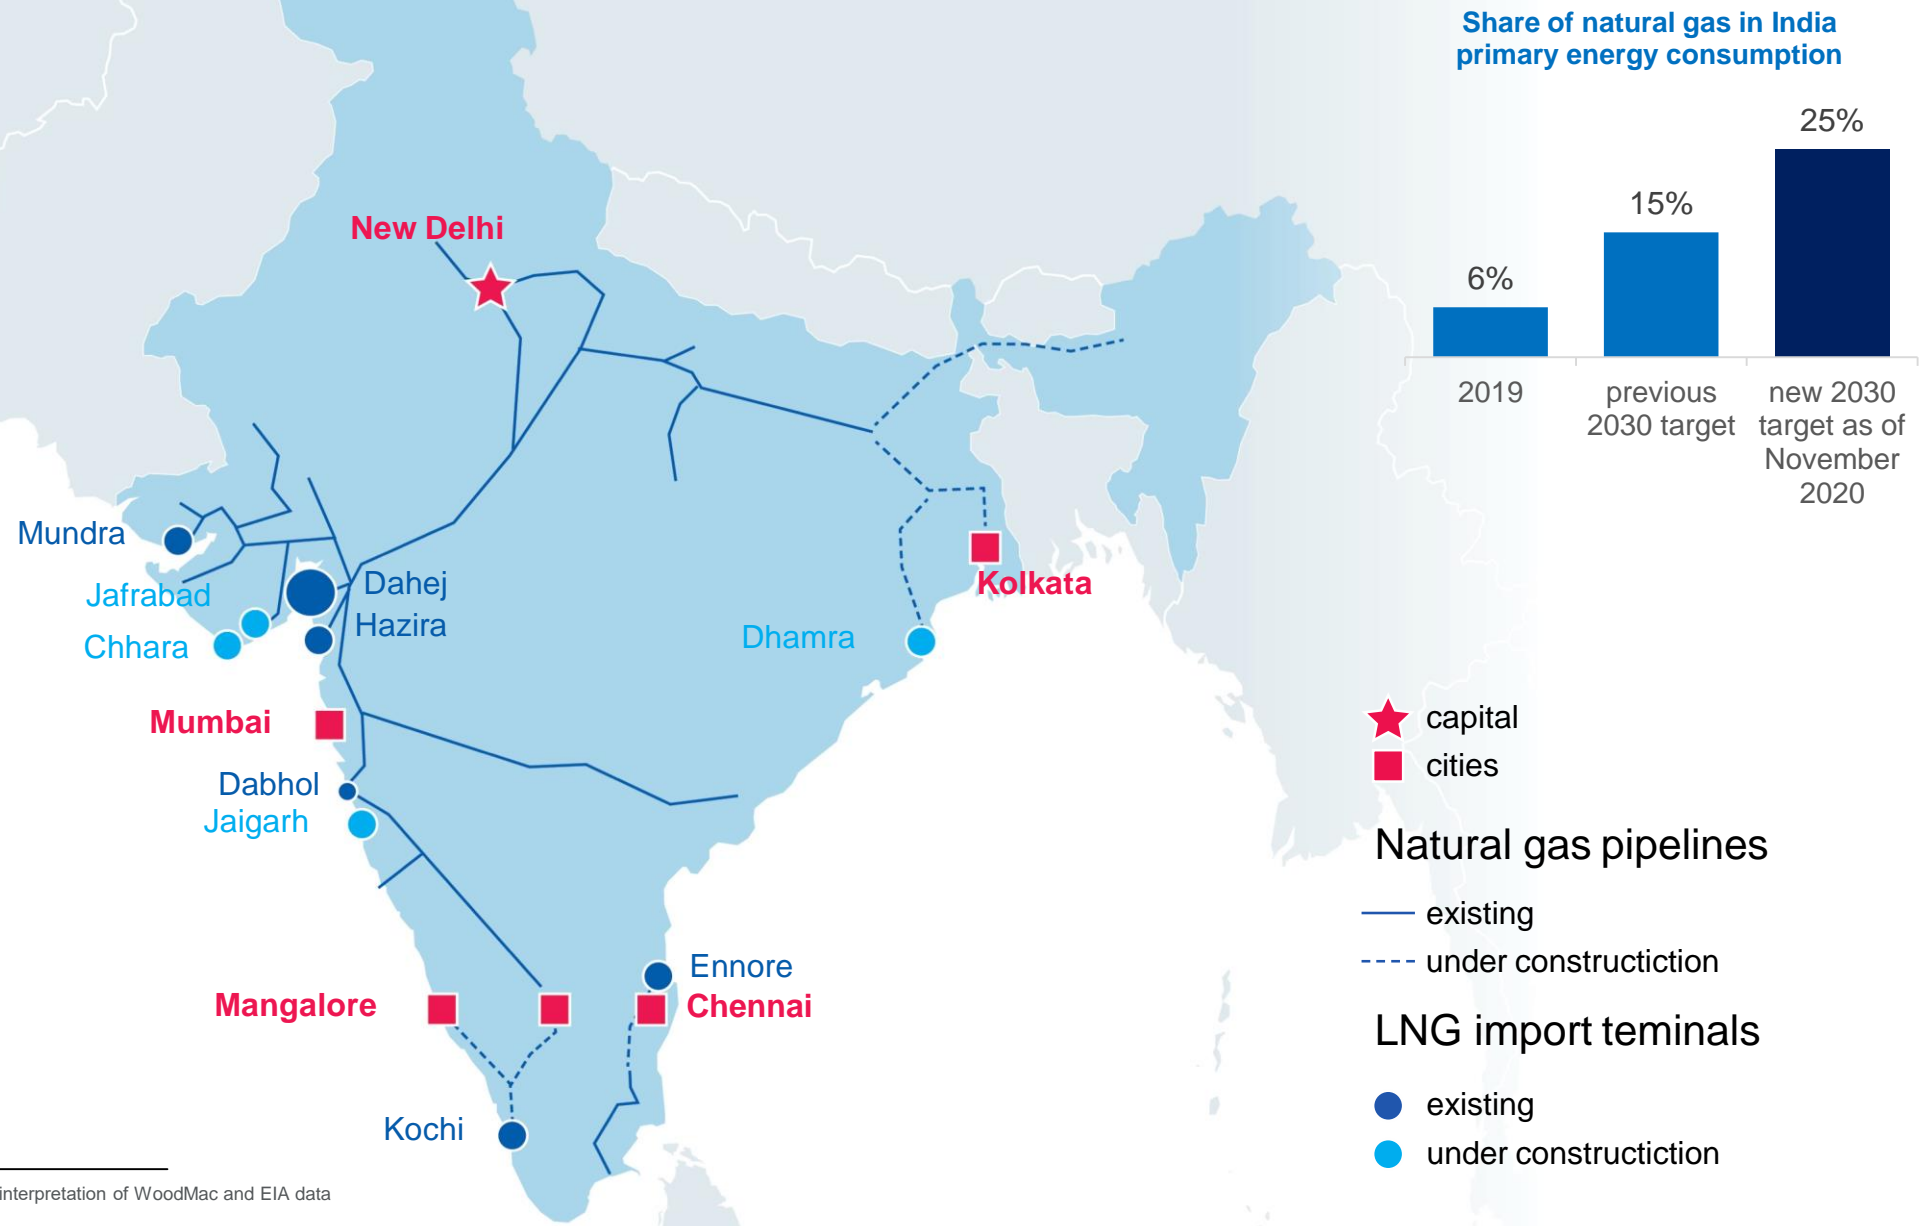 Share of natural gas in India
primary energy consumption
25%
15%
6%
2019
previous
2030 target
new 2030
target as of
November
2020
New Delhi
Mundra
Jafrabad
Chhara
Dahej
Hazira
Kolkata
Dhamra
Mumbai
Dabhol
Jaigarh
Ennore
Mangalore
Chennai
Kochi
capital
cities
Natural gas pipelines
existing
under constructiction
LNG import teminals
existing
under constructiction
interpretation of WoodMac and EIA data